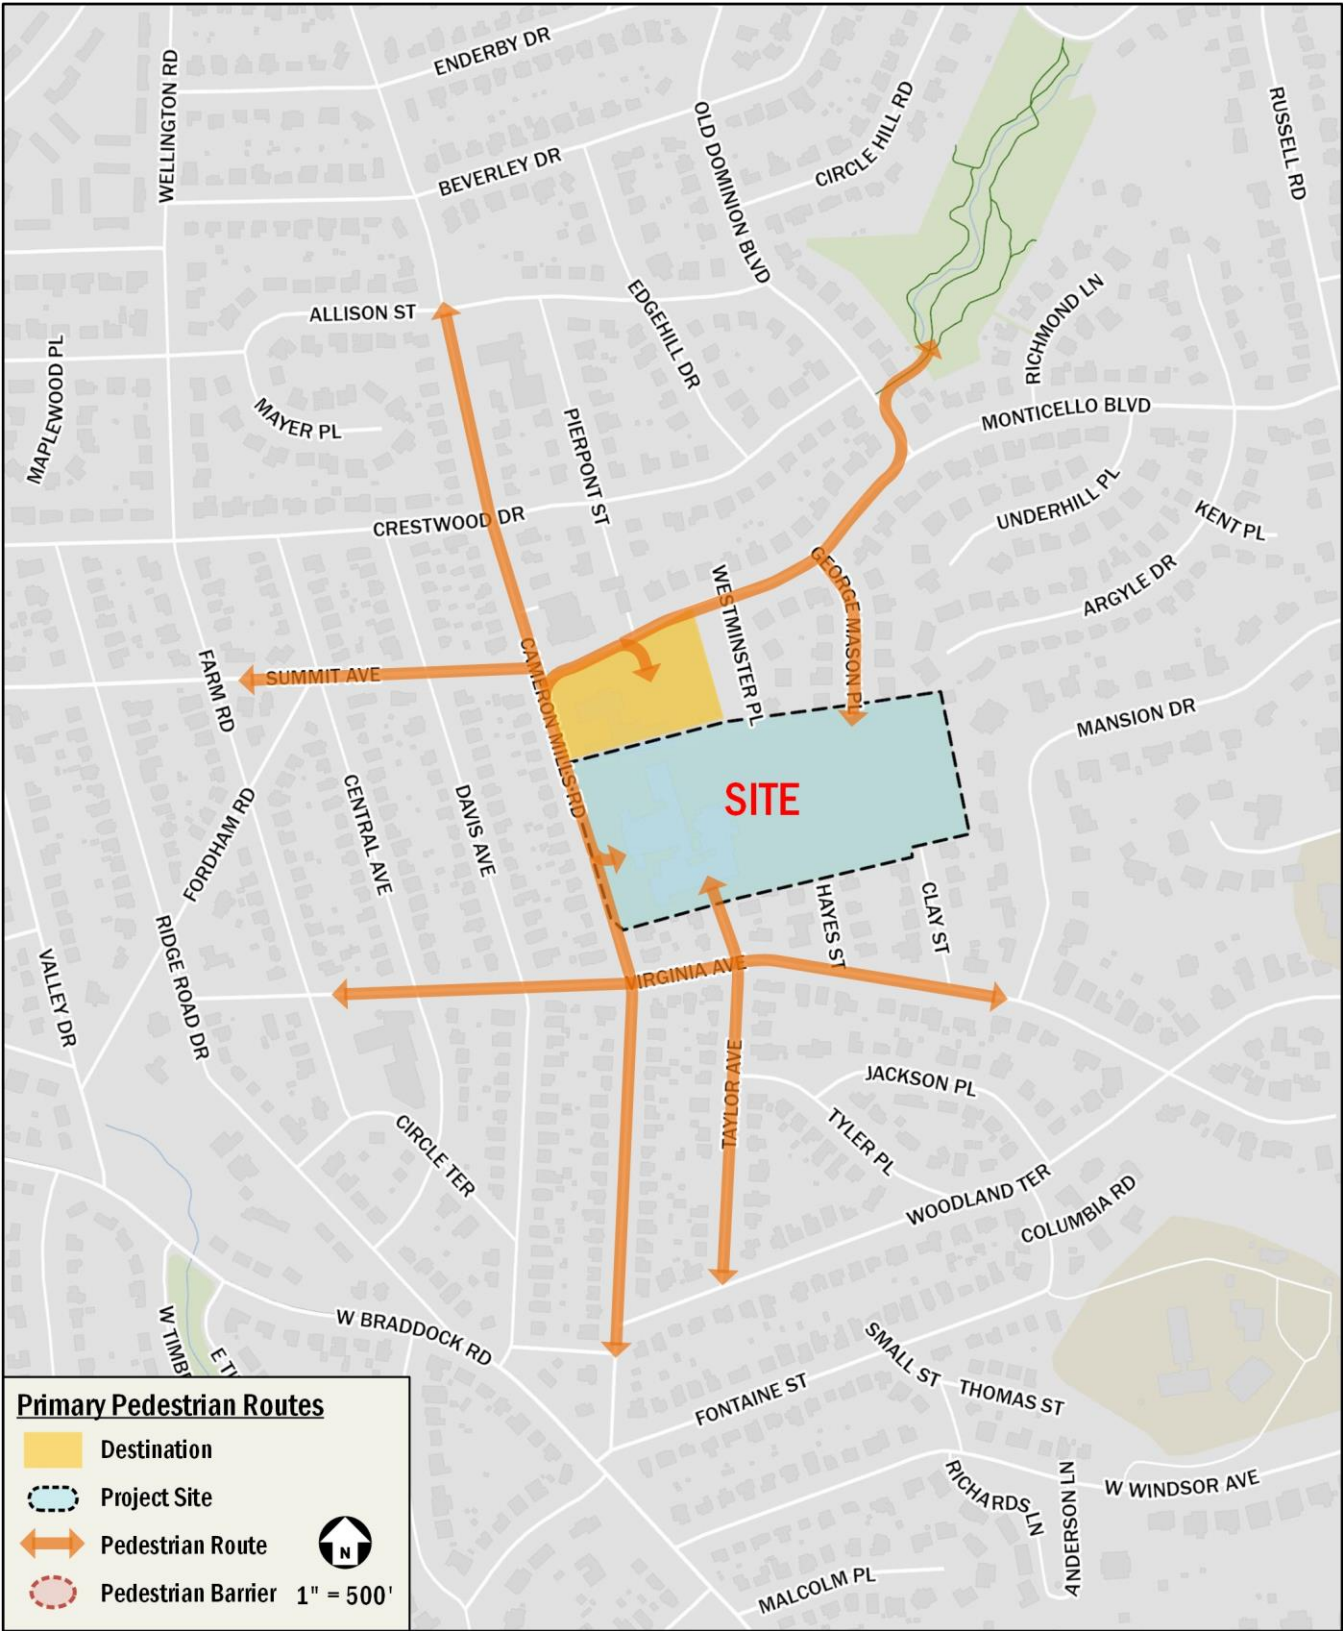 ENDERBY DR
WELLINGTON RD
OLD DOMINION BLVD
CIRCLE HILL RD
RUSSELL RD
BEVERLEY DR
ALLISON ST
EDGEHILL DR
RICHMOND LN
MAPLEWOOD PL
MAYER PL
PIERPONT ST
MONTICELLO BLVD
UNDERHILL PL
KENT PL
CRESTWOOD DR
GEORGE MASON PL
WESTMINSTER PL
ARGYLE DR
FARM RD
SUMMIT AVE
CAMERON MILLS RD
MANSION DR
SITE
FORDHAM RD
CENTRAL AVE
DAVIS AVE
HAYES ST
CLAY ST
VALLEY DR
RIDGE ROAD DR
VIRGINIA AVE
TAYLOR AVE
JACKSON PL
TYLER PL
CIRCLE TER
WOODLAND TER
COLUMBIA RD
W TIMB
E T
W BRADDOCK RD
SMALL ST
THOMAS ST
FONTAINE ST
RICHARDS LN
ANDERSON LN
W WINDSOR AVE
MALCOLM PL
Primary Pedestrian Routes
Destination
Project Site
Pedestrian Route
N
Pedestrian Barrier
1" = 500'